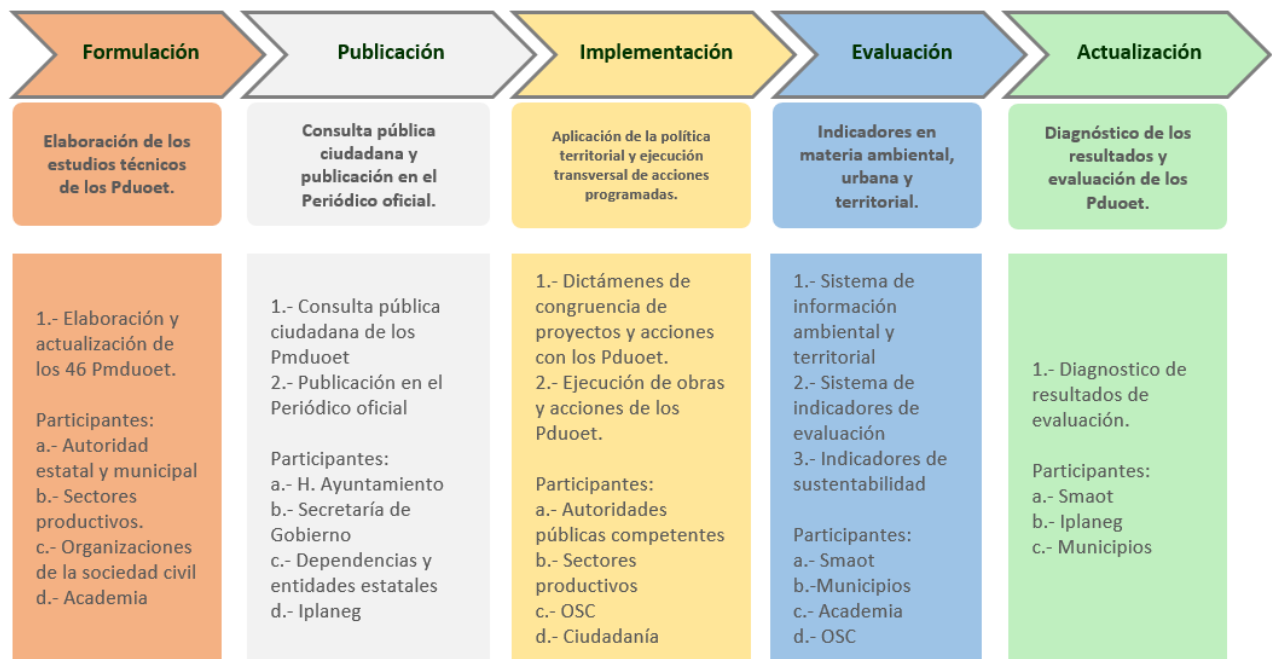 Formulación
Publicación
Implementación
Evaluación
Actualización
Elaboración de los
estudios técnicos
de los Pduoet.
Consulta pública
ciudadana y
publicación en el
Periódico oficial.
Aplicación de la política
territorial y ejecución
transversal de acciones
programadas.
Indicadores en
materia ambiental,
urbana y
territorial.
Diagnóstico de los
resultados y
evaluación de los
Pduoet.
1.- Elaboración y
actualización de
los 46 Pmduoet.
Participantes:
a.- Autoridad
estatal y municipal
b.- Sectores
productivos.
c.- Organizaciones
de la sociedad civil
d.- Academia
1.- Consulta pública
ciudadana de los
Pmduoet
2.- Publicación en el
Periódico oficial
Participantes:
a.- H. Ayuntamiento
b.- Secretaría de
Gobierno
c.- Dependencias y
entidades estatales
d.- Iplaneg
1.- Dictámenes de
congruencia de
proyectos y acciones
con los Pduoet.
2.- Ejecución de obras
y acciones de los
Pduoet.
Participantes:
a.- Autoridades
públicas competentes
b.- Sectores
productivos
c.- OSC
d.- Ciudadanía
1.- Sistema de
información
ambiental y
territorial
2.- Sistema de
indicadores de
evaluación
3.- Indicadores de
sustentabilidad
Participantes:
a.- Smaot
b.-Municipios
c.- Academia
d.- OSC
1.- Diagnostico de
resultados de
evaluación.
Participantes:
a.- Smaot
b.- Iplaneg
c.- Municipios